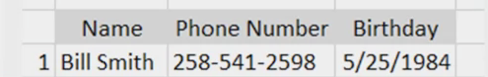 Name Phone Number Birthday
1 Bill Smith 258-541-2598 5/25/1984